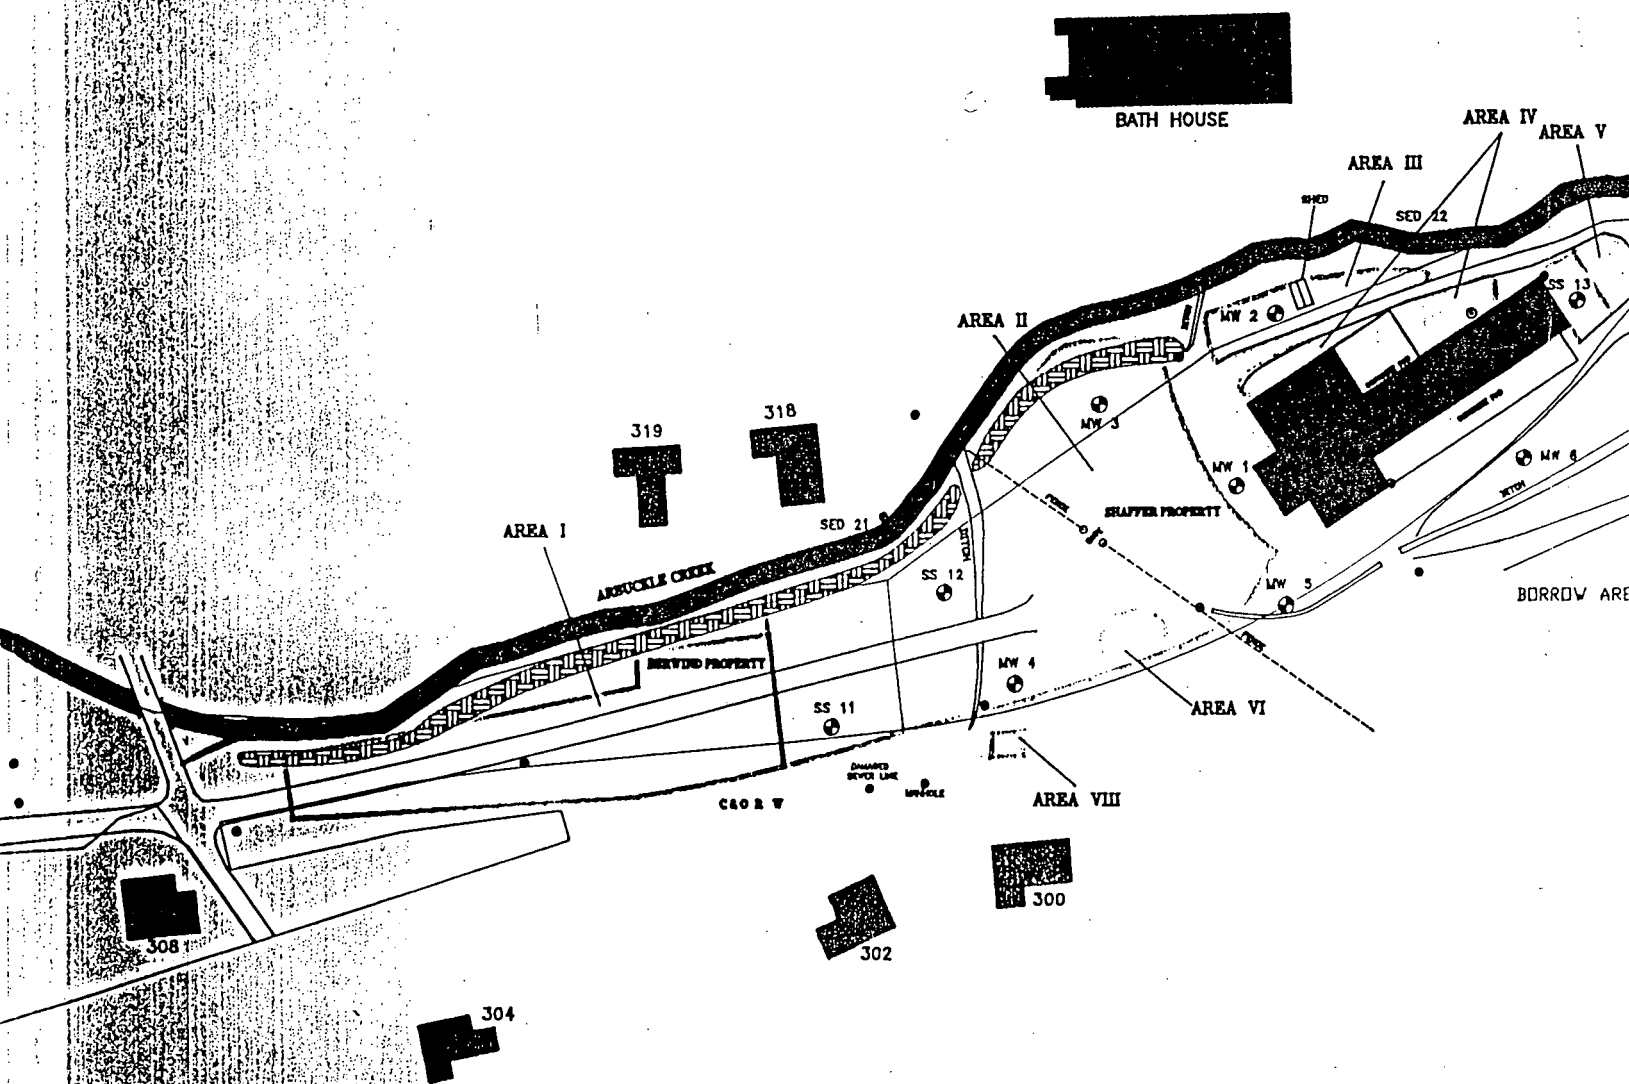 BATH HOUSE
AREA IV
AREA V
AREA III
SHED
SED 22
SS 13
MW 2
AREA II
DITCH
318
319
MW 3
MW 6
MW 1
DITCH
SHAFFER PROPERTY
SED 21
AREA I
DITCH
ARBUCKLE CREEK
SS 12
MW 5
BORROW ARE
BERWIND PROPERTY
MW 4
SS 11
AREA VI
DAMAGED
SEWER LINE
MANHOLE
AREA VIII
C&O R W
300
308
302
304